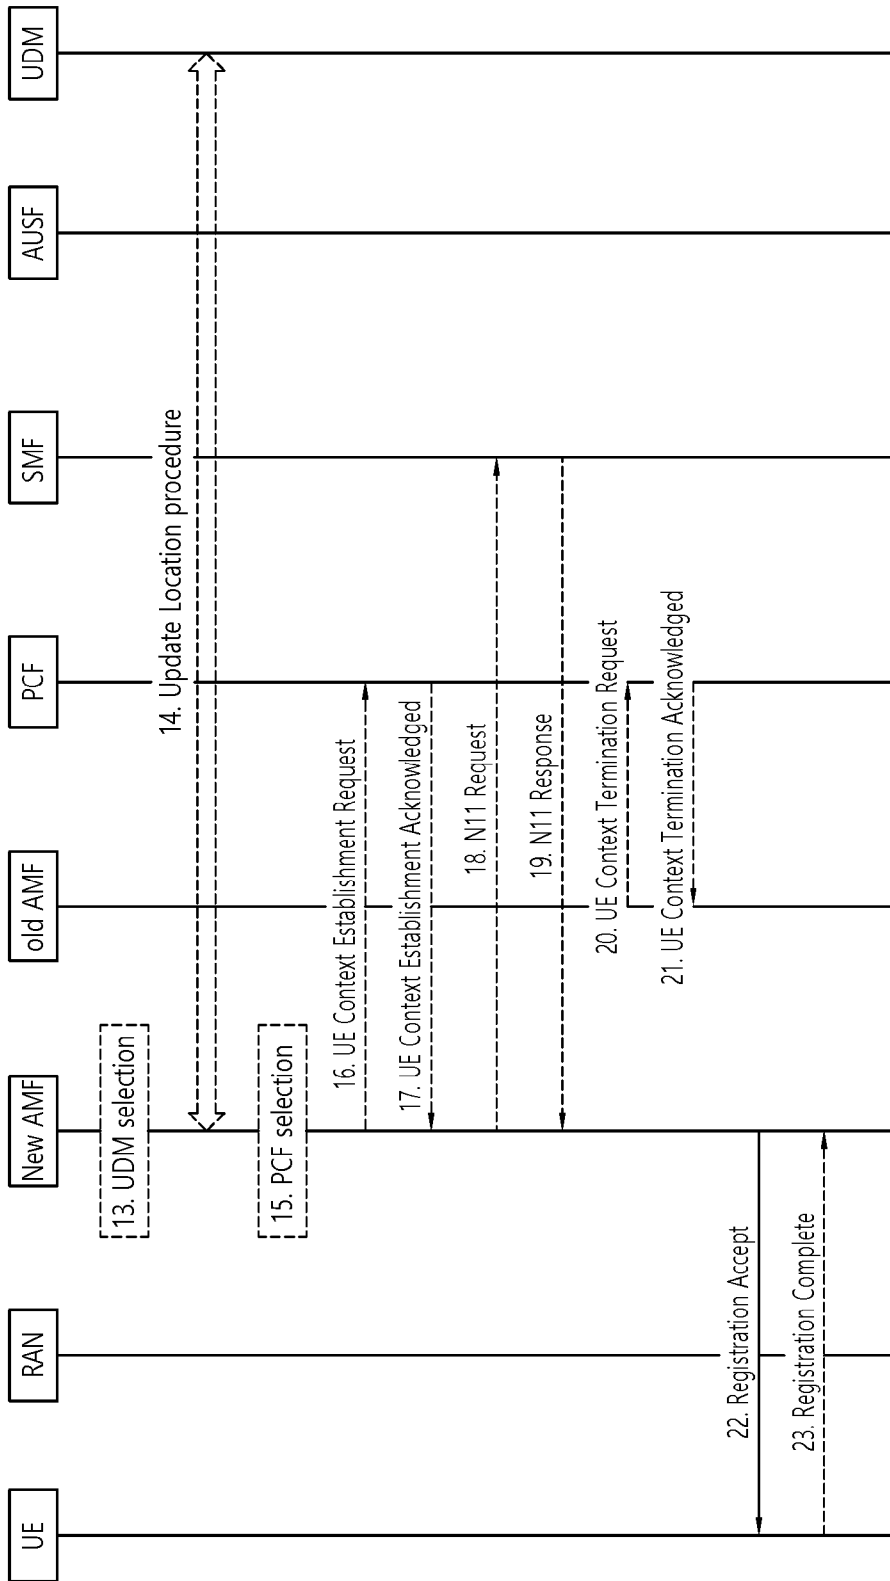 UE
RAN
New AMF
old AMF
PCF
SMF
AUSF
UDM
13. UDM selection
14. Update Location procedure
15. PCF selection
16. UE Context Establishment Request
17. UE Context Establishment Acknowledged
18. N11 Request
19. N11 Response
20. UE Context Termination Request
21. UE Context Termination Acknowledged
22. Registration Accept
23. Registration Complete